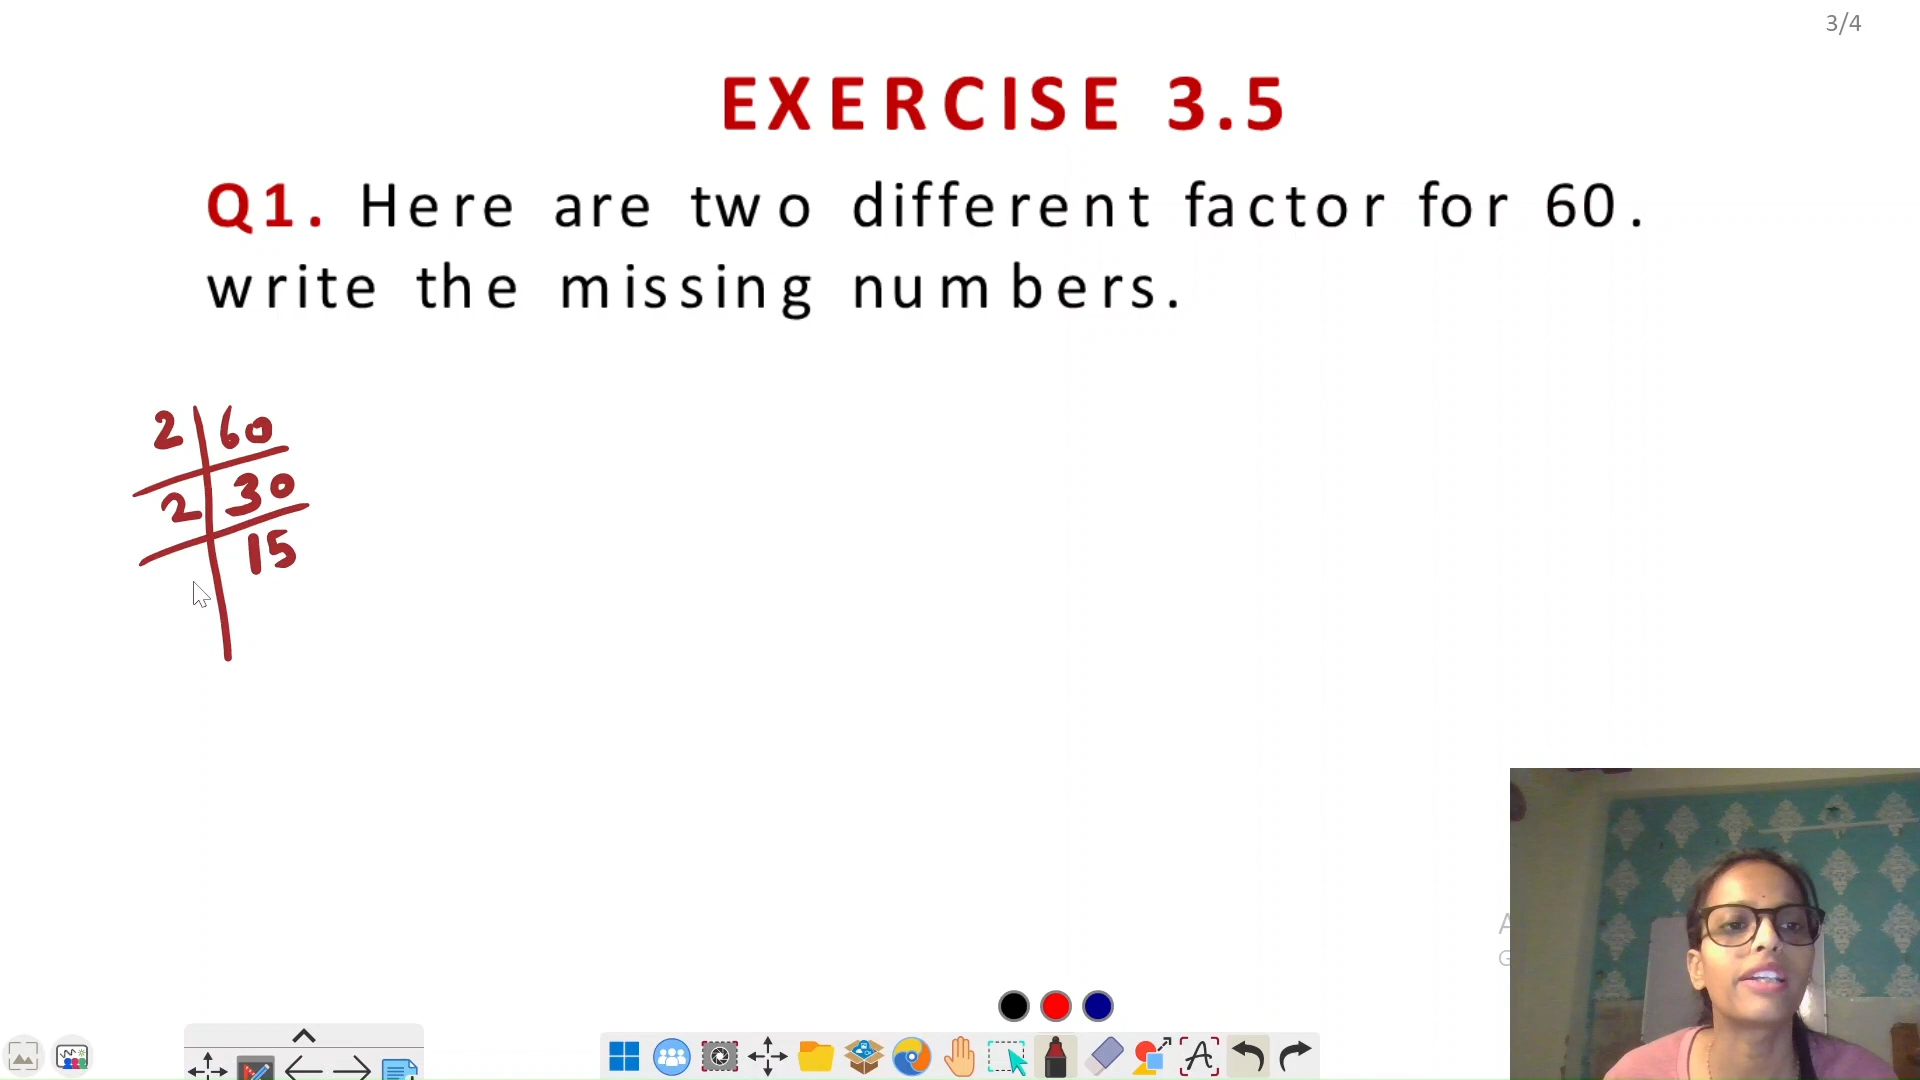 3/4
EXERCISE 3.5
Q1. Here are two different factor for 60.
write the missing numbers.
2 60
2 30
15